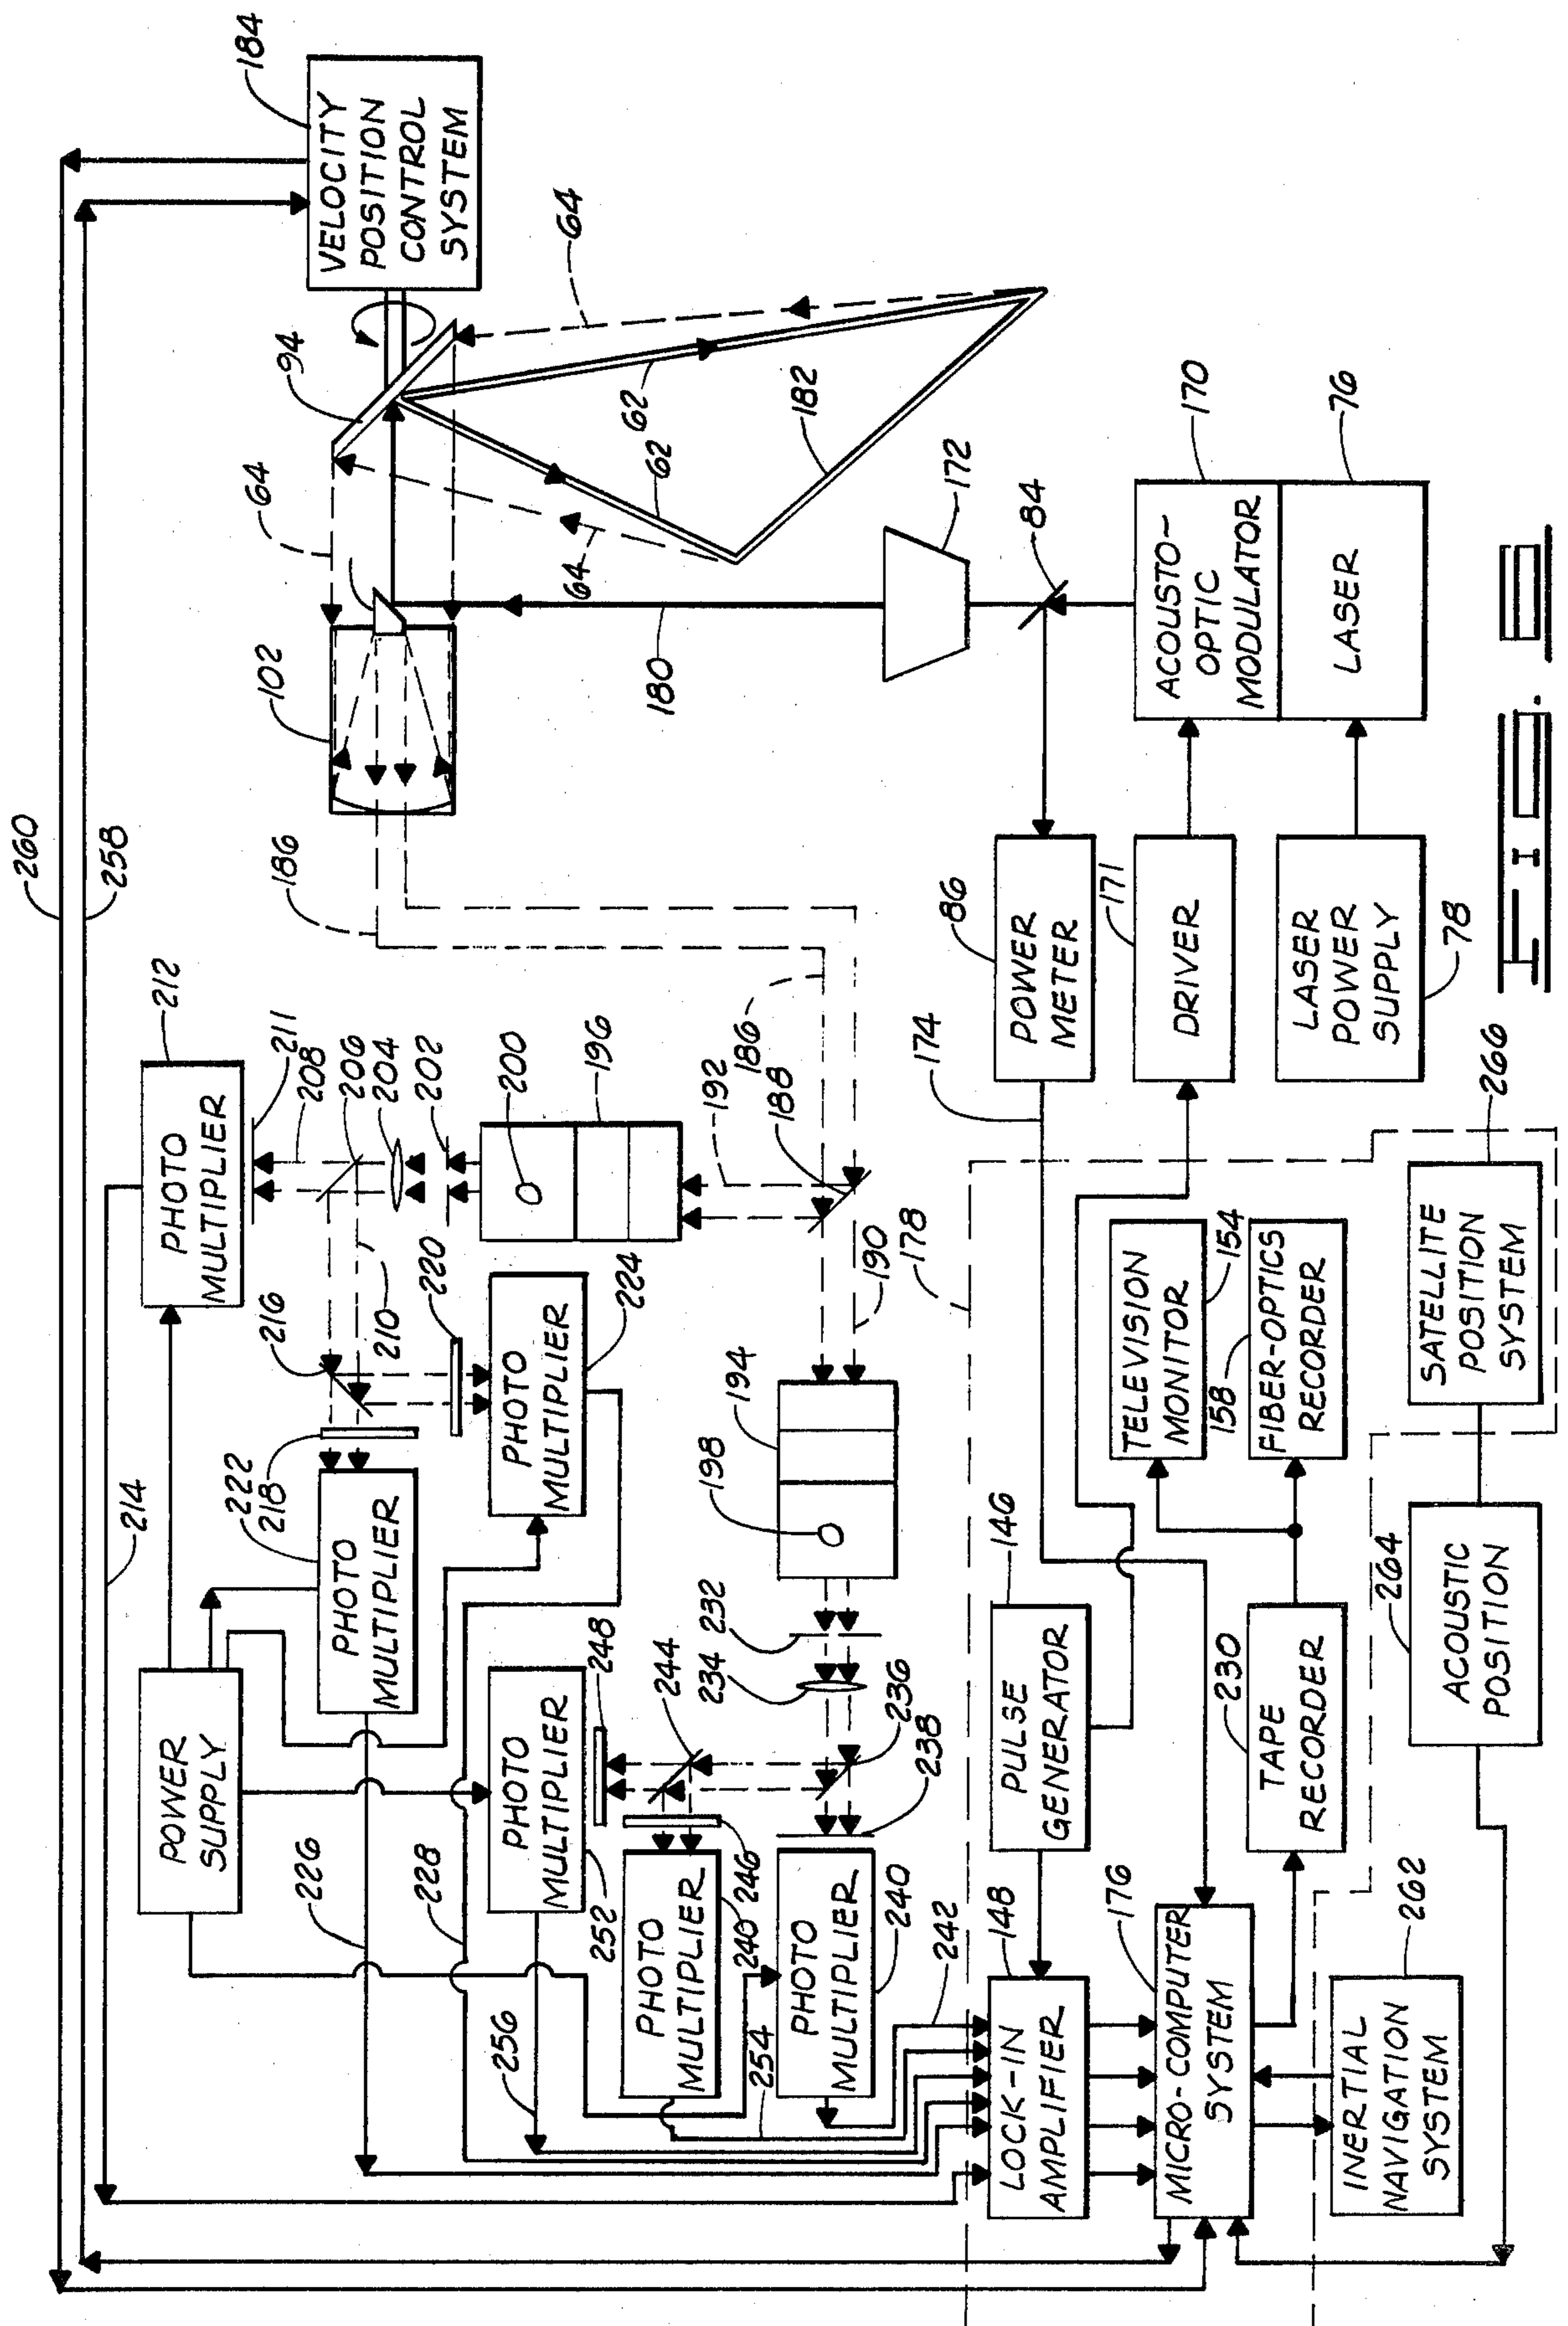 260
258
184
VELOCITY
POSITION
CONTROL
SYSTEM
94
64
64
64
62
62
182
102
180
172
84
170
ACOUSTO-
OPTIC
MODULATOR
76
LASER
186
86
POWER
METER
171
DRIVER
LASER
POWER
SUPPLY
78
174
212
PHOTO
MULTIPLIER
211
208
206
204
202
200
196
192
186
188
190
178
214
216
210
220
224
PHOTO
MULTIPLIER
222
218
PHOTO
MULTIPLIER
194
198
154
TELEVISION
MONITOR
158
FIBER-OPTICS
RECORDER
266
SATELLITE
POSITION
SYSTEM
264
ACOUSTIC
POSITION
POWER
SUPPLY
226
228
248
244
232
234
236
238
PHOTO
MULTIPLIER
252
246
240
PHOTO
MULTIPLIER
240
PHOTO
MULTIPLIER
242
254
256
146
PULSE
GENERATOR
230
TAPE
RECORDER
148
LOCK-IN
AMPLIFIER
176
MICRO-COMPUTER
SYSTEM
262
INERTIAL
NAVIGATION
SYSTEM